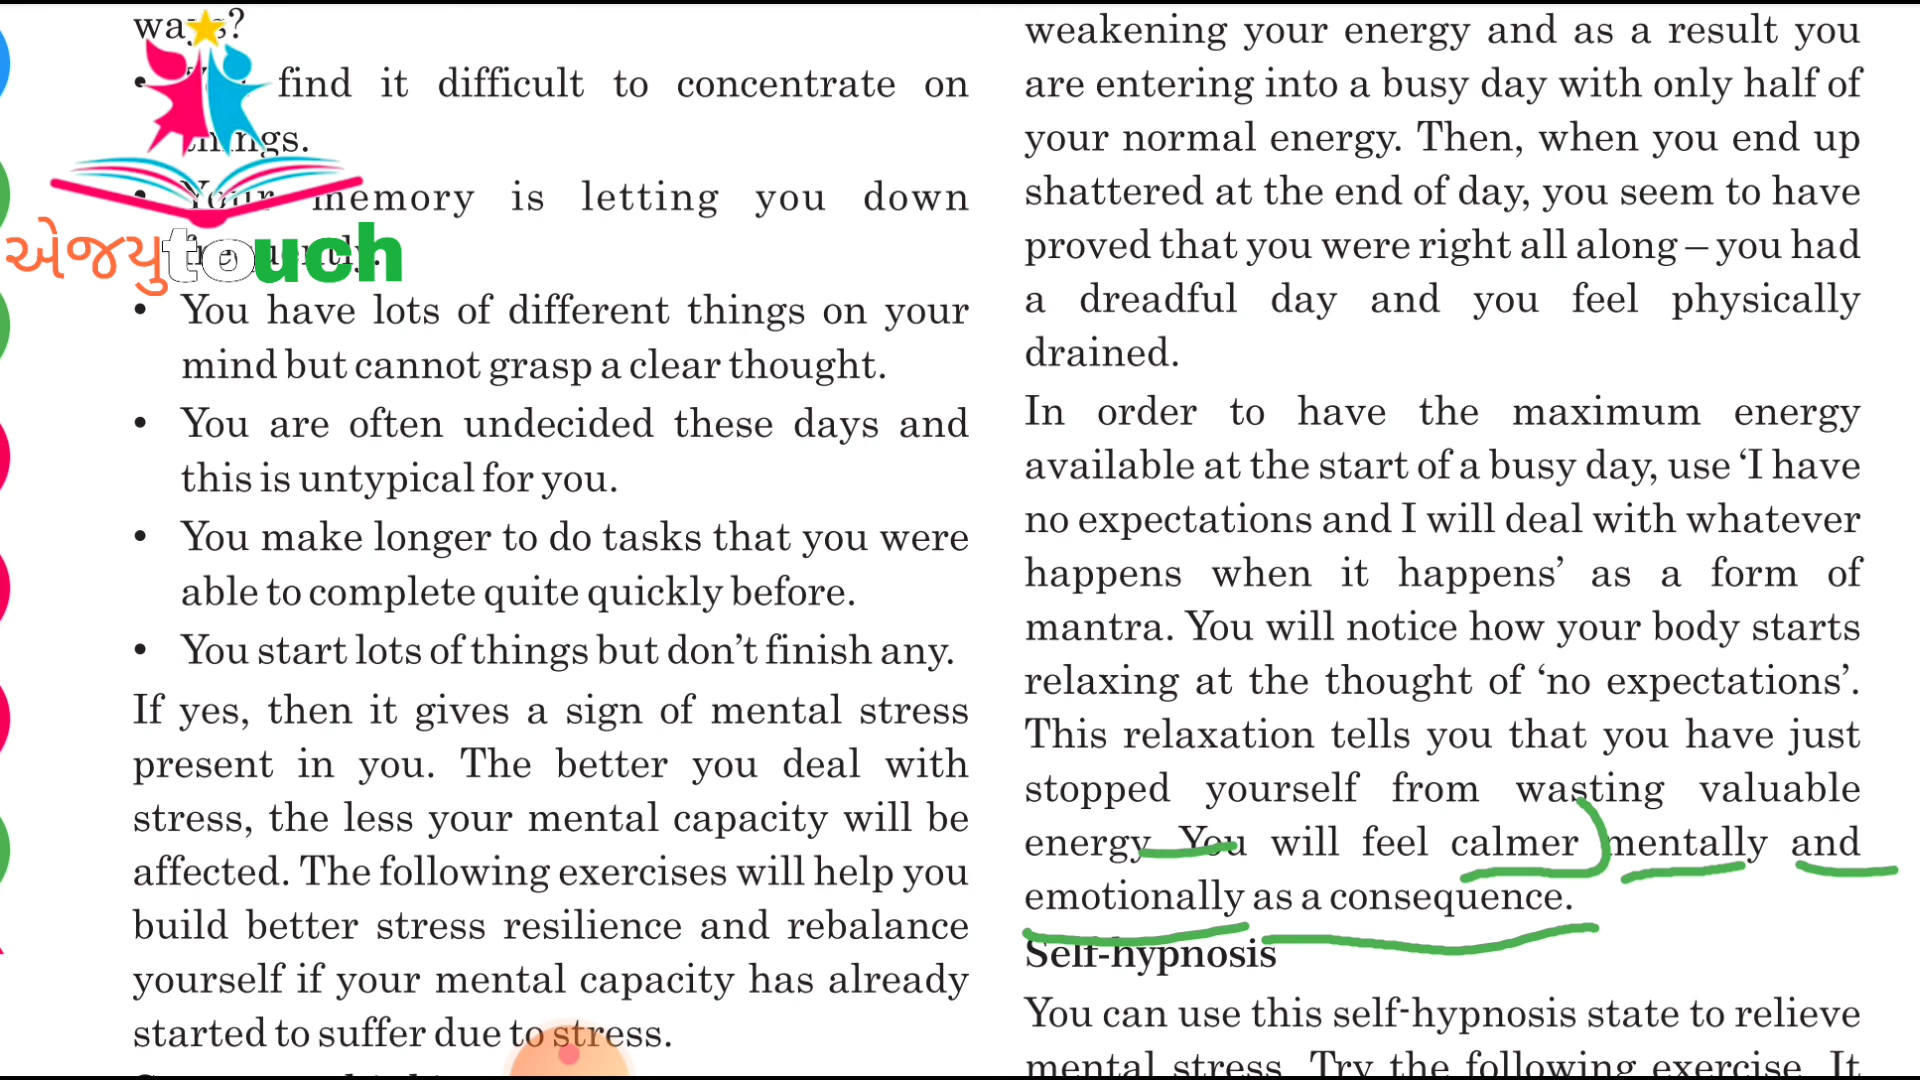 ways?
• You find it difficult to concentrate on
things.
• Your memory is letting you down
frequently.
• You have lots of different things on your
mind but cannot grasp a clear thought.
• You are often undecided these days and
this is untypical for you.
• You make longer to do tasks that you were
able to complete quite quickly before.
• You start lots of things but don’t finish any.
If yes, then it gives a sign of mental stress
present in you. The better you deal with
stress, the less your mental capacity will be
affected. The following exercises will help you
build better stress resilience and rebalance
yourself if your mental capacity has already
started to suffer due to stress.
એજ્યુtouch
weakening your energy and as a result you
are entering into a busy day with only half of
your normal energy. Then, when you end up
shattered at the end of day, you seem to have
proved that you were right all along – you had
a dreadful day and you feel physically
drained.
In order to have the maximum energy
available at the start of a busy day, use ‘I have
no expectations and I will deal with whatever
happens when it happens’ as a form of
mantra. You will notice how your body starts
relaxing at the thought of ‘no expectations’.
This relaxation tells you that you have just
stopped yourself from wasting valuable
energy. You will feel calmer mentally and
emotionally as a consequence.
Self-hypnosis
You can use this self-hypnosis state to relieve
mental stress. Try the following exercise. It